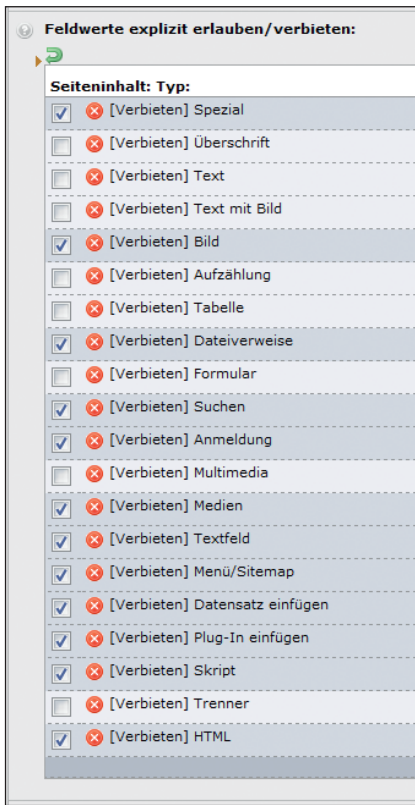 Feldwerte explizit erlauben/verbieten:
Seiteninhalt: Typ:
[Verbieten] Spezial
[Verbieten] Überschrift
[Verbieten] Text
[Verbieten] Text mit Bild
[Verbieten] Bild
[Verbieten] Aufzählung
[Verbieten] Tabelle
[Verbieten] Dateiverweise
[Verbieten] Formular
[Verbieten] Suchen
[Verbieten] Anmeldung
[Verbieten] Multimedia
[Verbieten] Medien
[Verbieten] Textfeld
[Verbieten] Menü/Sitemap
[Verbieten] Datensatz einfügen
[Verbieten] Plug-In einfügen
[Verbieten] Skript
[Verbieten] Trenner
[Verbieten] HTML